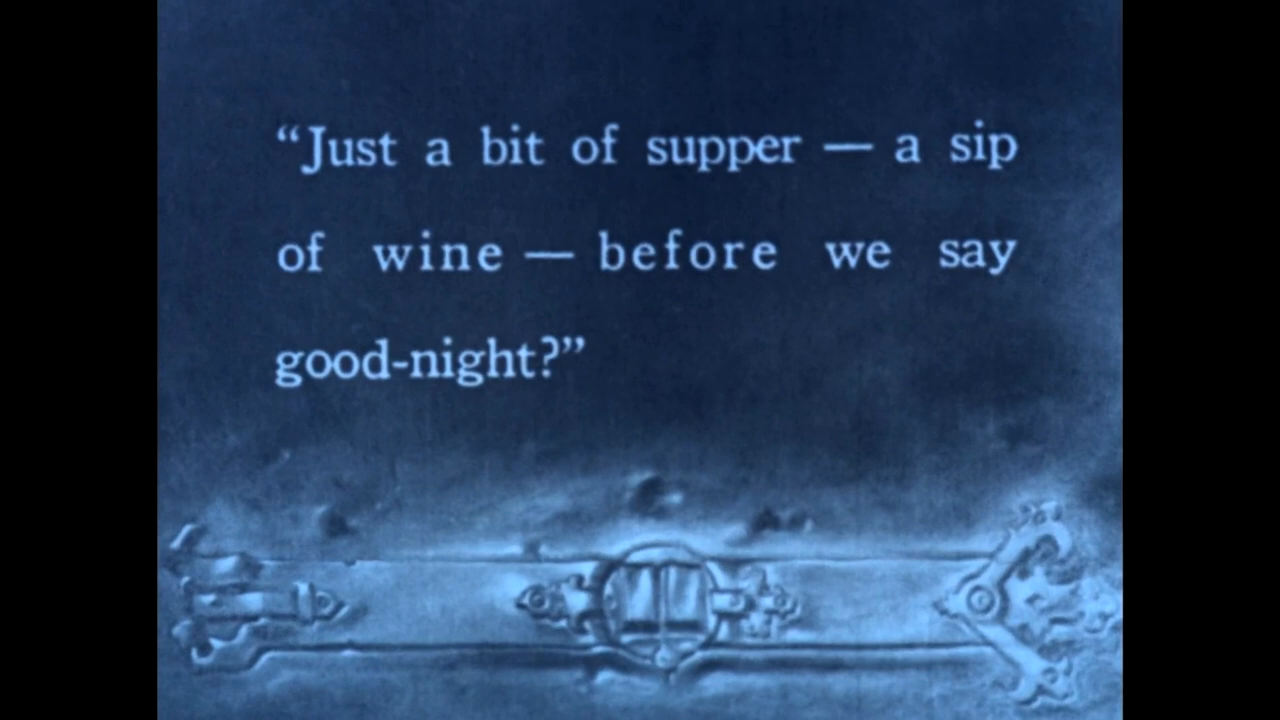 “Just a bit of supper — a sip
of wine — before we say
good-night?”